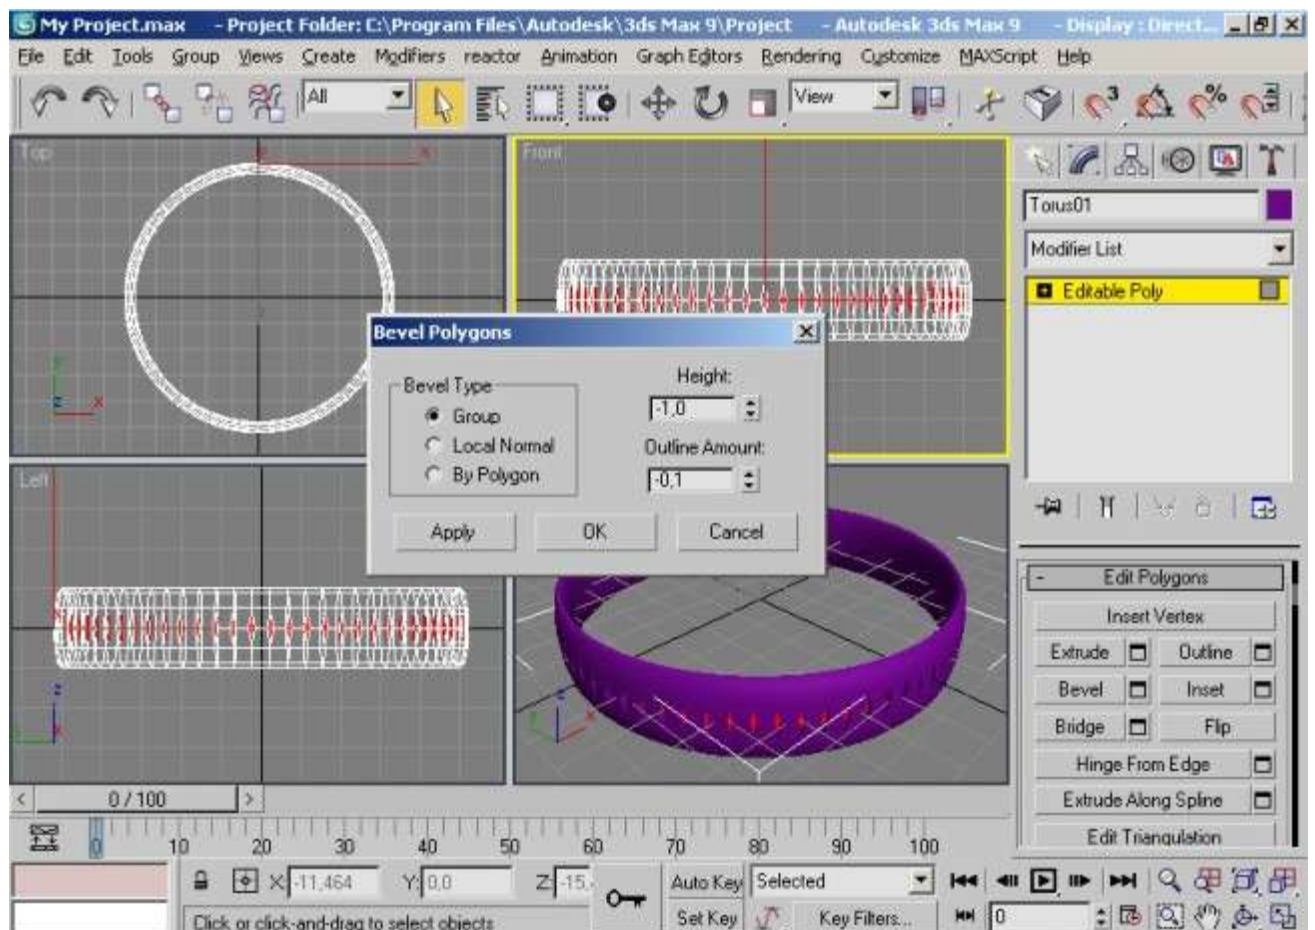 My Project.max - Project Folder: C:\Program Files\Autodesk\3ds Max 9\Project - Autodesk 3ds Max 9 - Display : Direct...
File Edit Tools Group Views Create Modifiers reactor Animation Graph Editors Rendering Customize MAXScript Help
All
View
3
%
Top
Front
Torus01
Modifier List
Editable Poly
Bevel Polygons
Bevel Type
Group
Local Normal
By Polygon
Height:
-1,0
Outline Amount:
-0,1
Apply OK Cancel
Left
- Edit Polygons
Insert Vertex
Extrude Outline
Bevel Inset
Bridge Flip
Hinge From Edge
Extrude Along Spline
Edit Triangulation
< 0 / 100 >
0 10 20 30 40 50 60 70 80 90 100
X: -11,464 Y: 0,0 Z: -15,
Auto Key Selected
Click or click-and-drag to select objects
Set Key Key Filters... 0